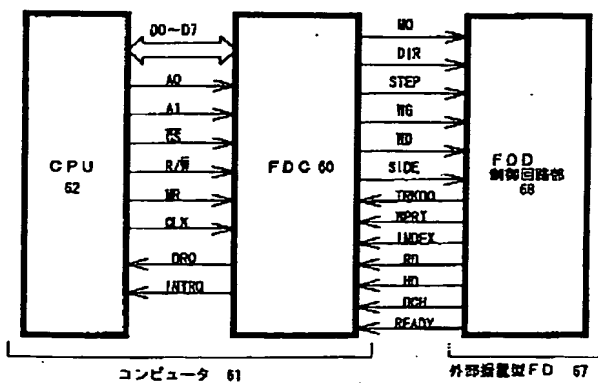 D0~D7
A0
A1
CS
R/W
MR
CLK
DRQ
INTRQ
CPU
62
FDC 60
MO
DIR
STEP
WG
WD
SIDE
TRK00
WPRT
INDEX
RD
HD
DCH
READY
FDD
制御回路部
68
コンピュータ 61
外部据置型FD 67